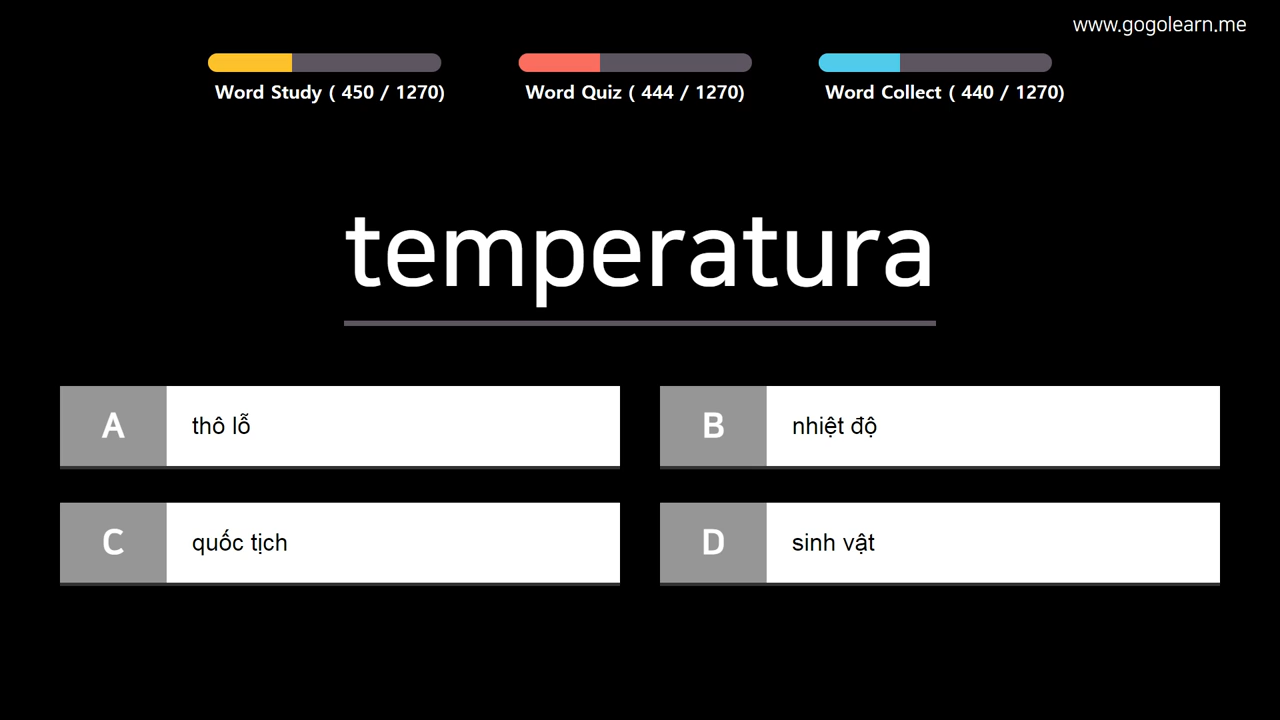 www.gogolearn.me
Word Study ( 450 / 1270)
Word Quiz ( 444 / 1270)
Word Collect ( 440 / 1270)
temperatura
A
thô lỗ
B
nhiệt độ
C
quốc tịch
D
sinh vật